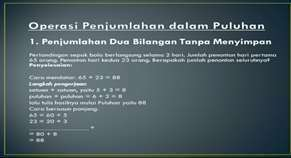 Operasi Penjumlahan dalam Puluhan
1. Penjumlahan Dua Bilangan Tanpa Menyimpan
Pertandingan sepak bola berlangsung selama 2 hari. Jumlah penonton hari pertama
65 orang. Penonton hari kedua 23 orang. Berapakah jumlah penonton seluruhnya?
Penyelesaian:
Cara mendatar: 65 + 23 = 88
Langkah pengerjaan:
satuan + satuan, yaitu 5 + 3 = 8
puluhan + puluhan = 6 + 2 = 8
lalu tulis hasilnya mulai Puluhan yaitu 88
Cara bersusun panjang:
65 = 60 + 5
23 = 20 + 3
+
= 80 + 8
= 88